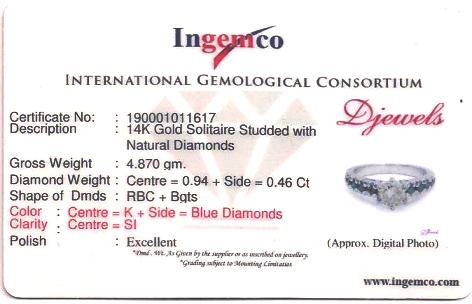 Ingemco
INTERNATIONAL GEMOLOGICAL CONSORTIUM
Certificate No: : 190001011617
Description : 14K Gold Solitaire Studded with
Natural Diamonds
Djewels
Gross Weight : 4.870 gm.
Diamond Weight : Centre = 0.94 + Side = 0.46 Ct
Shape of Dmds : RBC + Bgts
Color : Centre = K + Side = Blue Diamonds
Clarity : Centre = SI
Polish : Excellent
(Approx. Digital Photo)
*Dmd . Wt. As Given by the supplier or as inscribed on jewellery.
*Grading subject to Mounting Limitation
www.ingemco.com